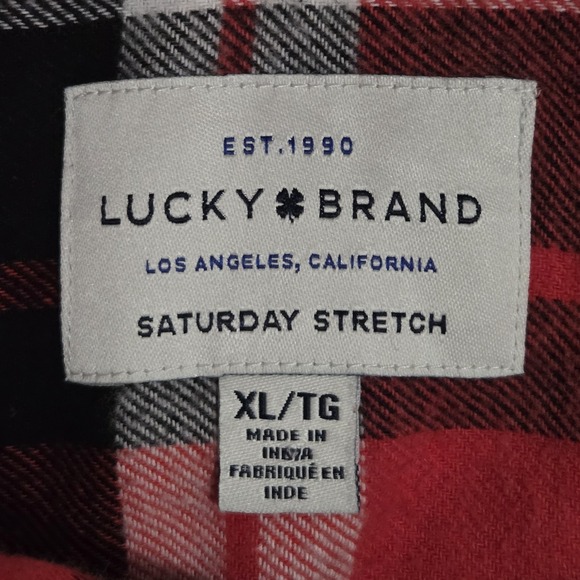 EST.1990
LUCKY BRAND
LOS ANGELES, CALIFORNIA
SATURDAY STRETCH
XL/TG
MADE IN
INDIA
FABRIQUÉ EN
INDE